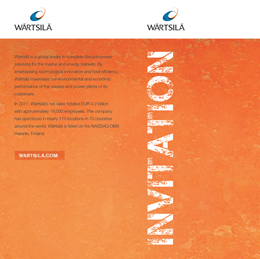 WÄRTSILÄ
Wärtsilä is a global leader in complete lifecycle power
solutions for the marine and energy markets. By
emphasising technological innovation and total efficiency,
Wärtsilä maximises the environmental and economic
performance of the vessels and power plants of its
customers.
In 2011, Wärtsilä's net sales totalled EUR 4.2 billion
with approximately 18,000 employees. The company
has operations in nearly 170 locations in 70 countries
around the world. Wärtsilä is listed on the NASDAQ OMX
Helsinki, Finland.
WARTSILA.COM
WÄRTSILÄ
INVITATION